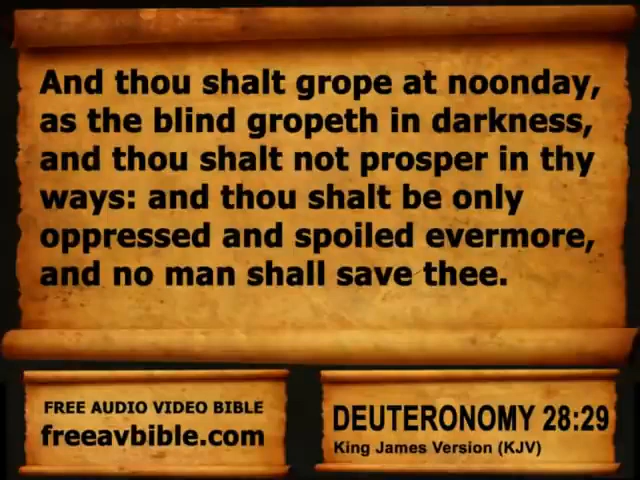 And thou shalt grope at noonday,
as the blind gropeth in darkness,
and thou shalt not prosper in thy
ways: and thou shalt be only
oppressed and spoiled evermore,
and no man shall save thee.
FREE AUDIO VIDEO BIBLE
freeavbible.com
DEUTERONOMY 28:29
King James Version (KJV)